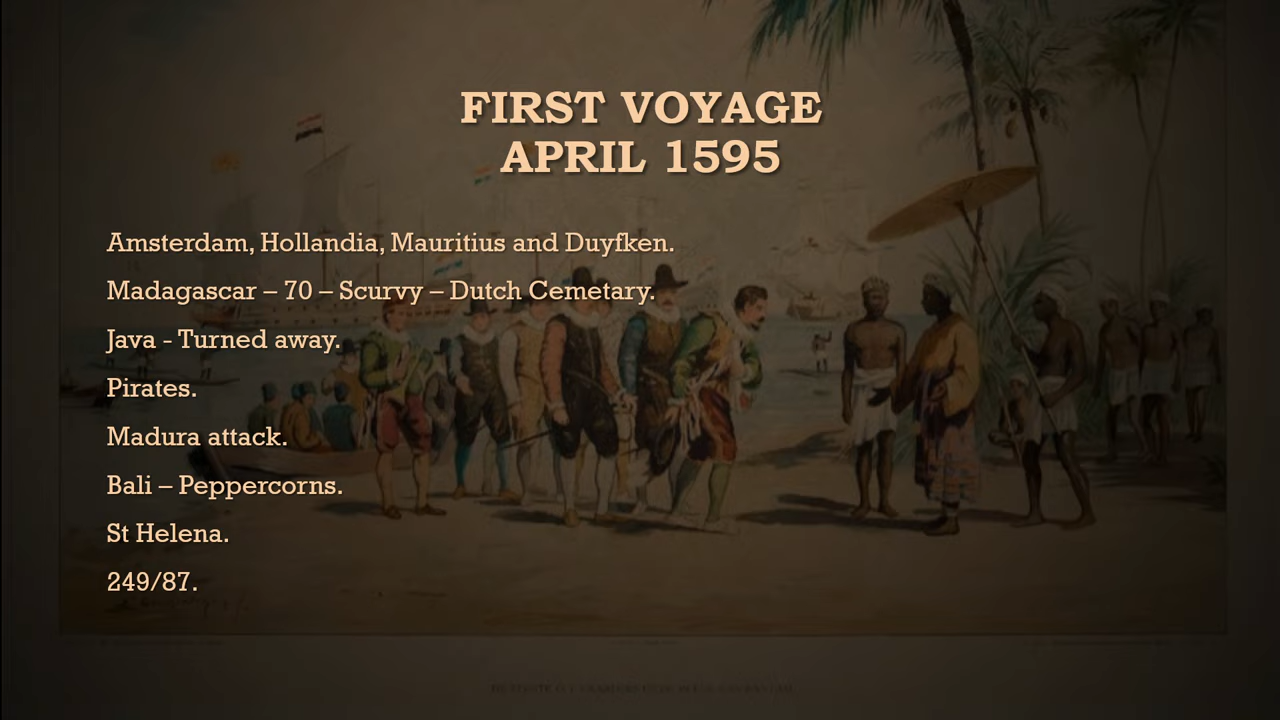 FIRST VOYAGE
APRIL 1595
Amsterdam, Hollandia, Mauritius and Duyfken.
Madagascar – 70 – Scurvy – Dutch Cemetary.
Java - Turned away.
Pirates.
Madura attack.
Bali – Peppercorns.
St Helena.
249/87.